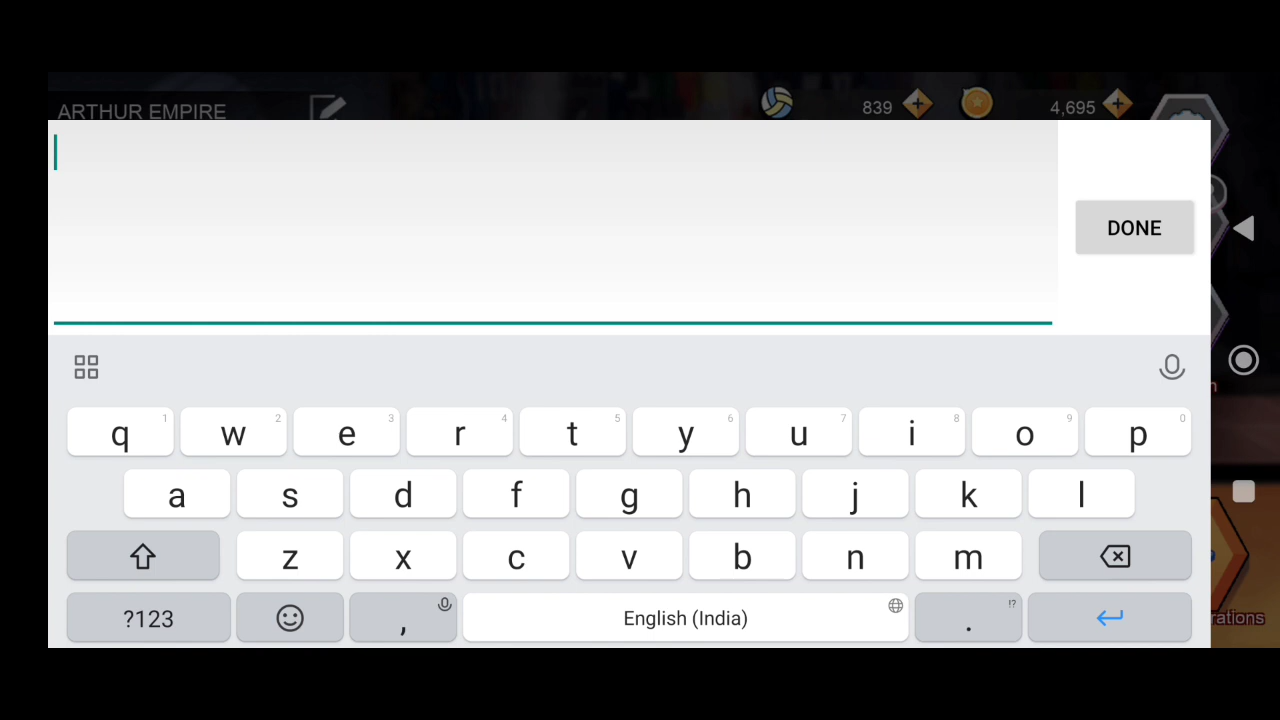 ARTHUR EMPIRE 839 4,695
DONE
q 1 w 2 e 3 r 4 t 5 y 6 u 7 i 8 o 9 p 0
a s d f g h j k l
z x c v b n m
?123 , English (India) . !?
rations